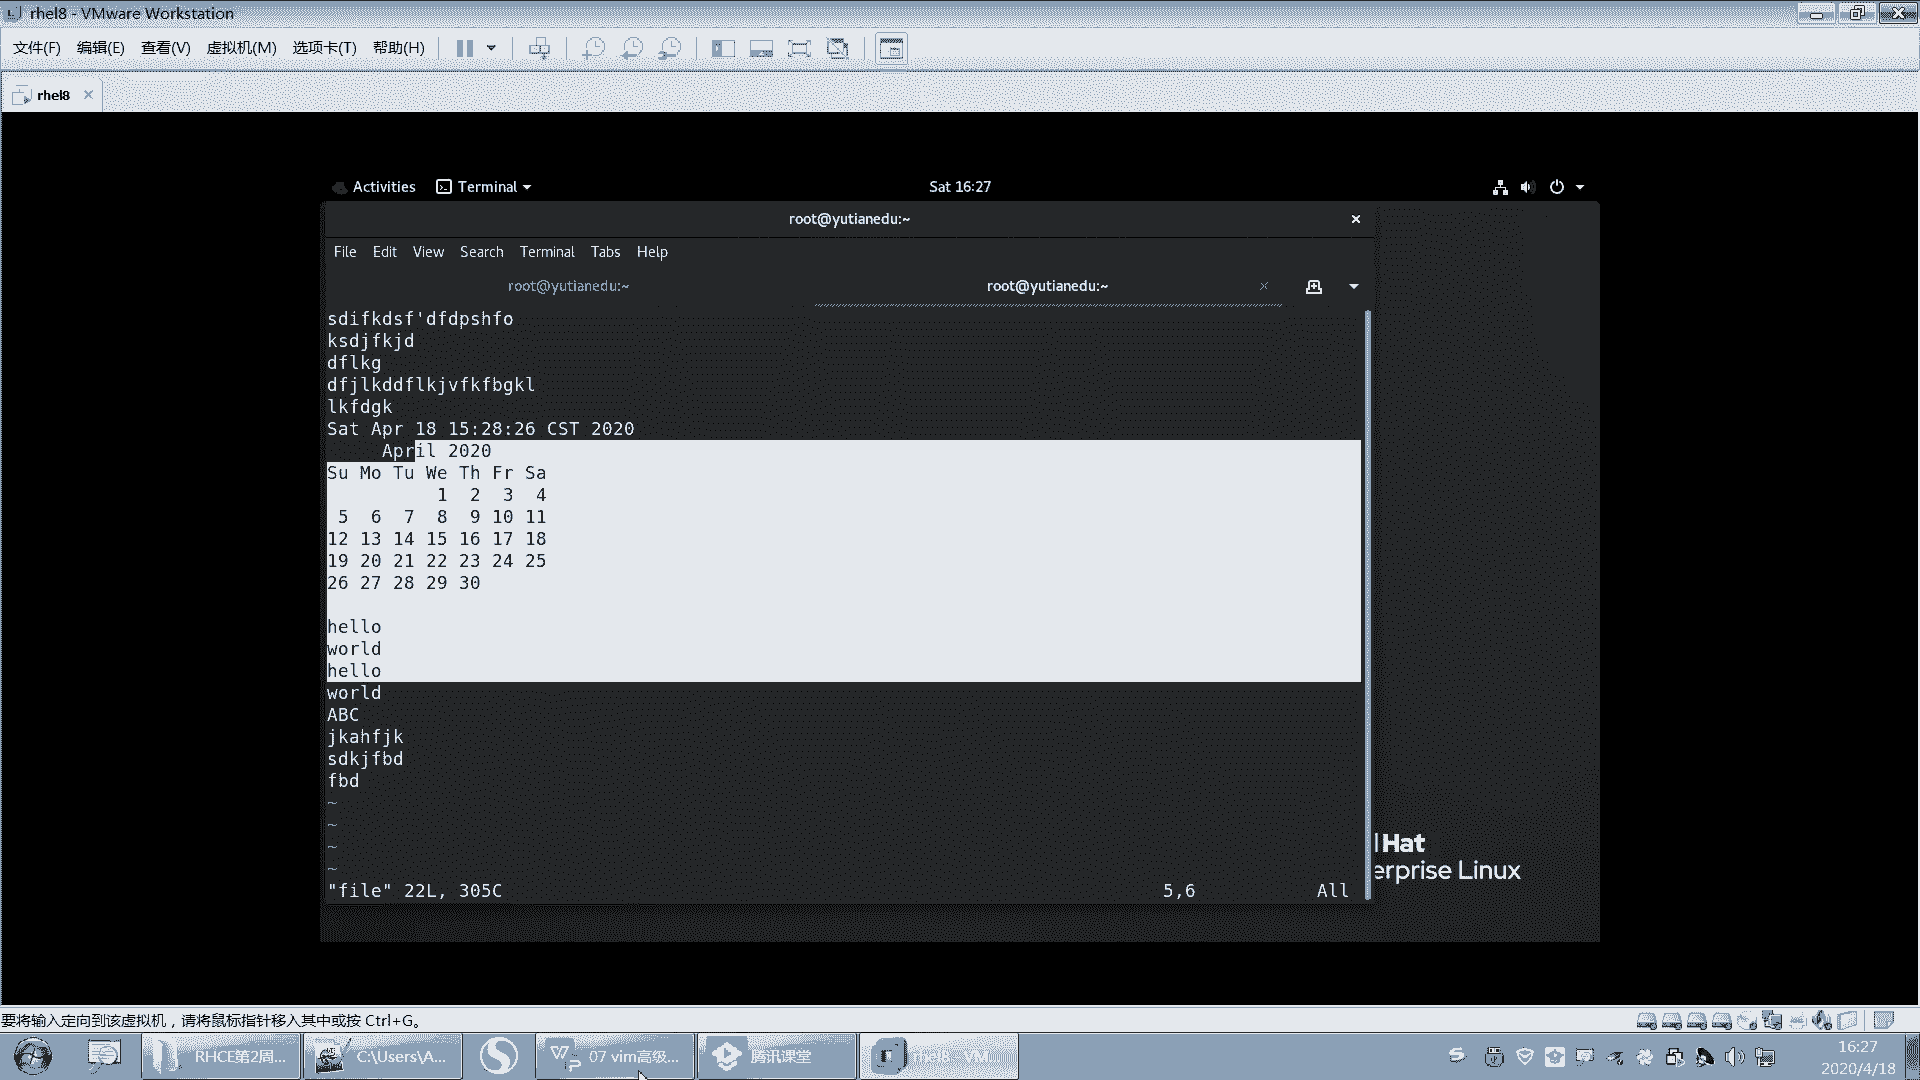 rhel8 - VMware Workstation
文件(F) 编辑(E) 查看(V) 虚拟机(M) 选项卡(T) 帮助(H)
rhel8
Activities Terminal Sat 16:27
root@yutianedu:~
File Edit View Search Terminal Tabs Help
root@yutianedu:~ root@yutianedu:~
sdifkdsf'dfdpshfo
ksdjfkjd
dflkg
dfjlkddflkjvfkfbgkl
lkfdgk
Sat Apr 18 15:28:26 CST 2020
     April 2020
Su Mo Tu We Th Fr Sa
          1  2  3  4
 5  6  7  8  9 10 11
12 13 14 15 16 17 18
19 20 21 22 23 24 25
26 27 28 29 30
hello
world
hello
world
ABC
jkahfjk
sdkjfbd
fbd
~
~
~
~
"file" 22L, 305C 5,6 All
Hat
erprise Linux
要将输入定向到该虚拟机，请将鼠标指针移入其中或按 Ctrl+G。
RHCE第2周... C:\Users\A... 07 vim高级... 腾讯课堂 rhel8 - VM...
16:27
2020/4/18